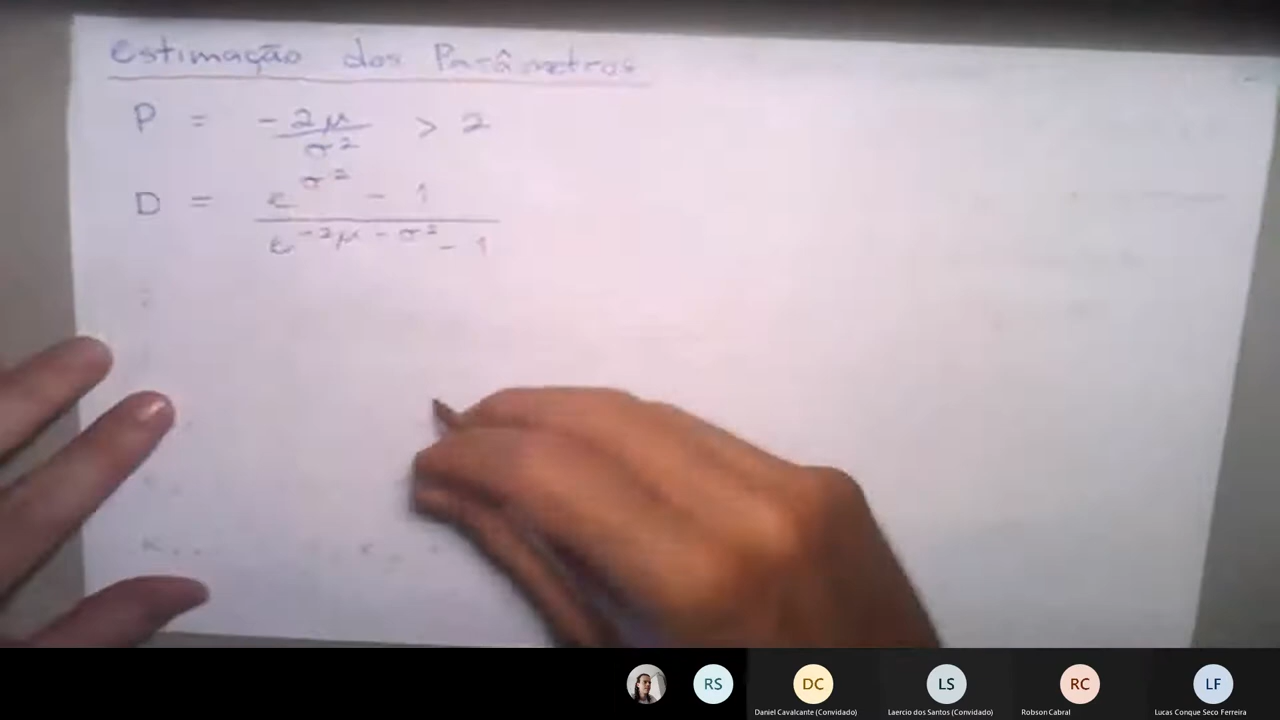 Estimação dos Parâmetros
P = - 2μ / σ² > 2
D = e^σ² - 1 / e^-2μ - σ² - 1
RS DC LS RC LF
Daniel Cavalcante (Convidado) Laercio dos Santos (Convidado) Robson Cabral Lucas Conque Seco Ferreira